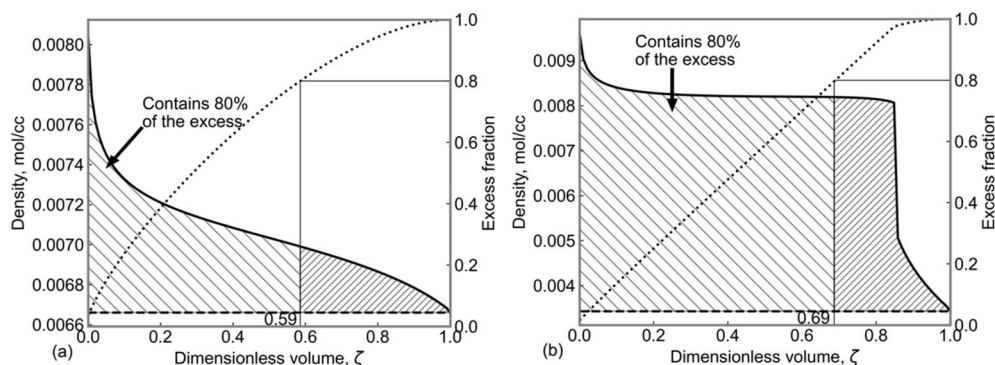 0.0080
0.0078
0.0076
0.0074
0.0072
0.0070
0.0068
0.0066
Density, mol/cc
Contains 80%
of the excess
0.59
1.0
0.8
0.6
0.4
0.2
0.0
Excess fraction
0.0 0.2 0.4 0.6 0.8 1.0
(a)
Dimensionless volume, ζ
0.009
0.008
0.007
0.006
0.005
0.004
Density, mol/cc
Contains 80%
of the excess
0.69
1.0
0.8
0.6
0.4
0.2
0.0
Excess fraction
0.0 0.2 0.4 0.6 0.8 1.0
(b)
Dimensionless volume, ζ